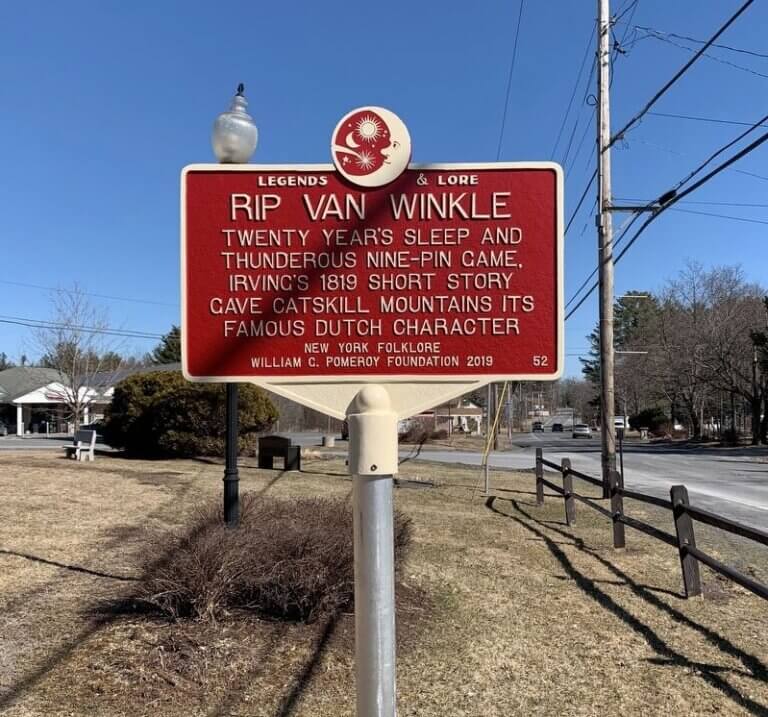 LEGENDS & LORE
RIP VAN WINKLE
TWENTY YEAR'S SLEEP AND
THUNDEROUS NINE-PIN GAME,
IRVING'S 1819 SHORT STORY
GAVE CATSKILL MOUNTAINS ITS
FAMOUS DUTCH CHARACTER
NEW YORK FOLKLORE
WILLIAM G. POMEROY FOUNDATION 2019 52